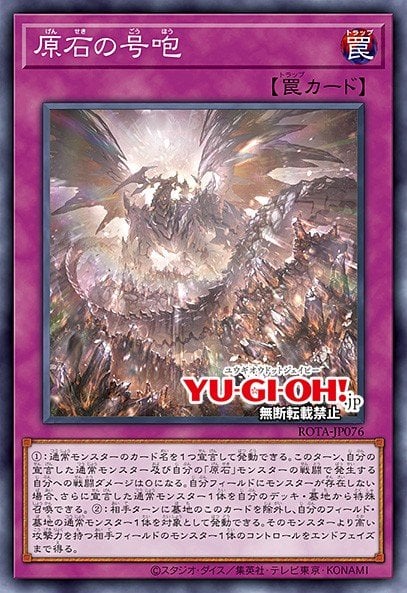 原石の号咆
げん せき ごう ほう
トラップ
罠
【罠カード】
トラップ
ユウギオウドットジェイピー
YU-GI-OH!.jp
無断転載禁止
ROTA-JP076
①：通常モンスターのカード名を１つ宣言して発動できる。このターン、自分の
宣言した通常モンスター及び自分の「原石」モンスターの戦闘で発生する
自分への戦闘ダメージは０になる。自分フィールドにモンスターが存在しない
場合、さらに宣言した通常モンスター１体を自分のデッキ・墓地から特殊
召喚できる。②：相手ターンに墓地のこのカードを除外し、自分のフィールド・
墓地の通常モンスター１体を対象として発動できる。そのモンスターより高い
攻撃力を持つ相手フィールドのモンスター１体のコントロールをエンドフェイズ
まで得る。
©スタジオ・ダイス／集英社・テレビ東京・KONAMI